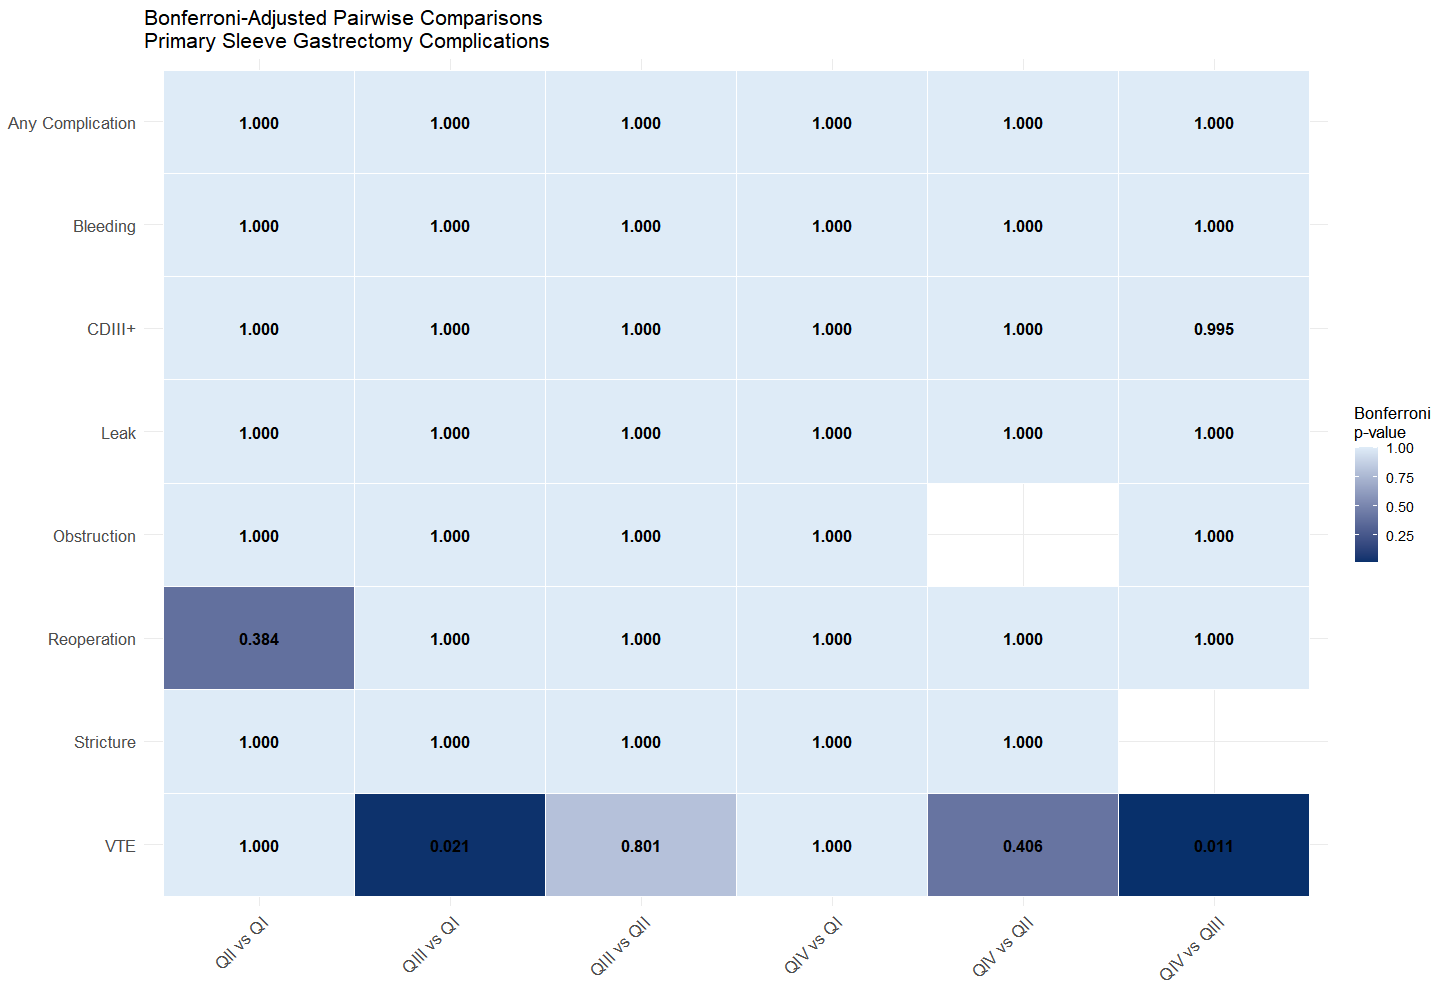 Bonferroni-Adjusted Pairwise Comparisons
Primary Sleeve Gastrectomy Complications
Any Complication 1.000 1.000 1.000 1.000 1.000 1.000
Bleeding 1.000 1.000 1.000 1.000 1.000 1.000
CDIII+ 1.000 1.000 1.000 1.000 1.000 0.995
Leak 1.000 1.000 1.000 1.000 1.000 1.000
Obstruction 1.000 1.000 1.000 1.000 1.000
Reoperation 0.384 1.000 1.000 1.000 1.000 1.000
Stricture 1.000 1.000 1.000 1.000 1.000
VTE 1.000 0.021 0.801 1.000 0.406 0.011
QII vs QI
QIII vs QI
QIII vs QII
QIV vs QI
QIV vs QII
QIV vs QIII
Bonferroni
p-value
1.00
0.75
0.50
0.25